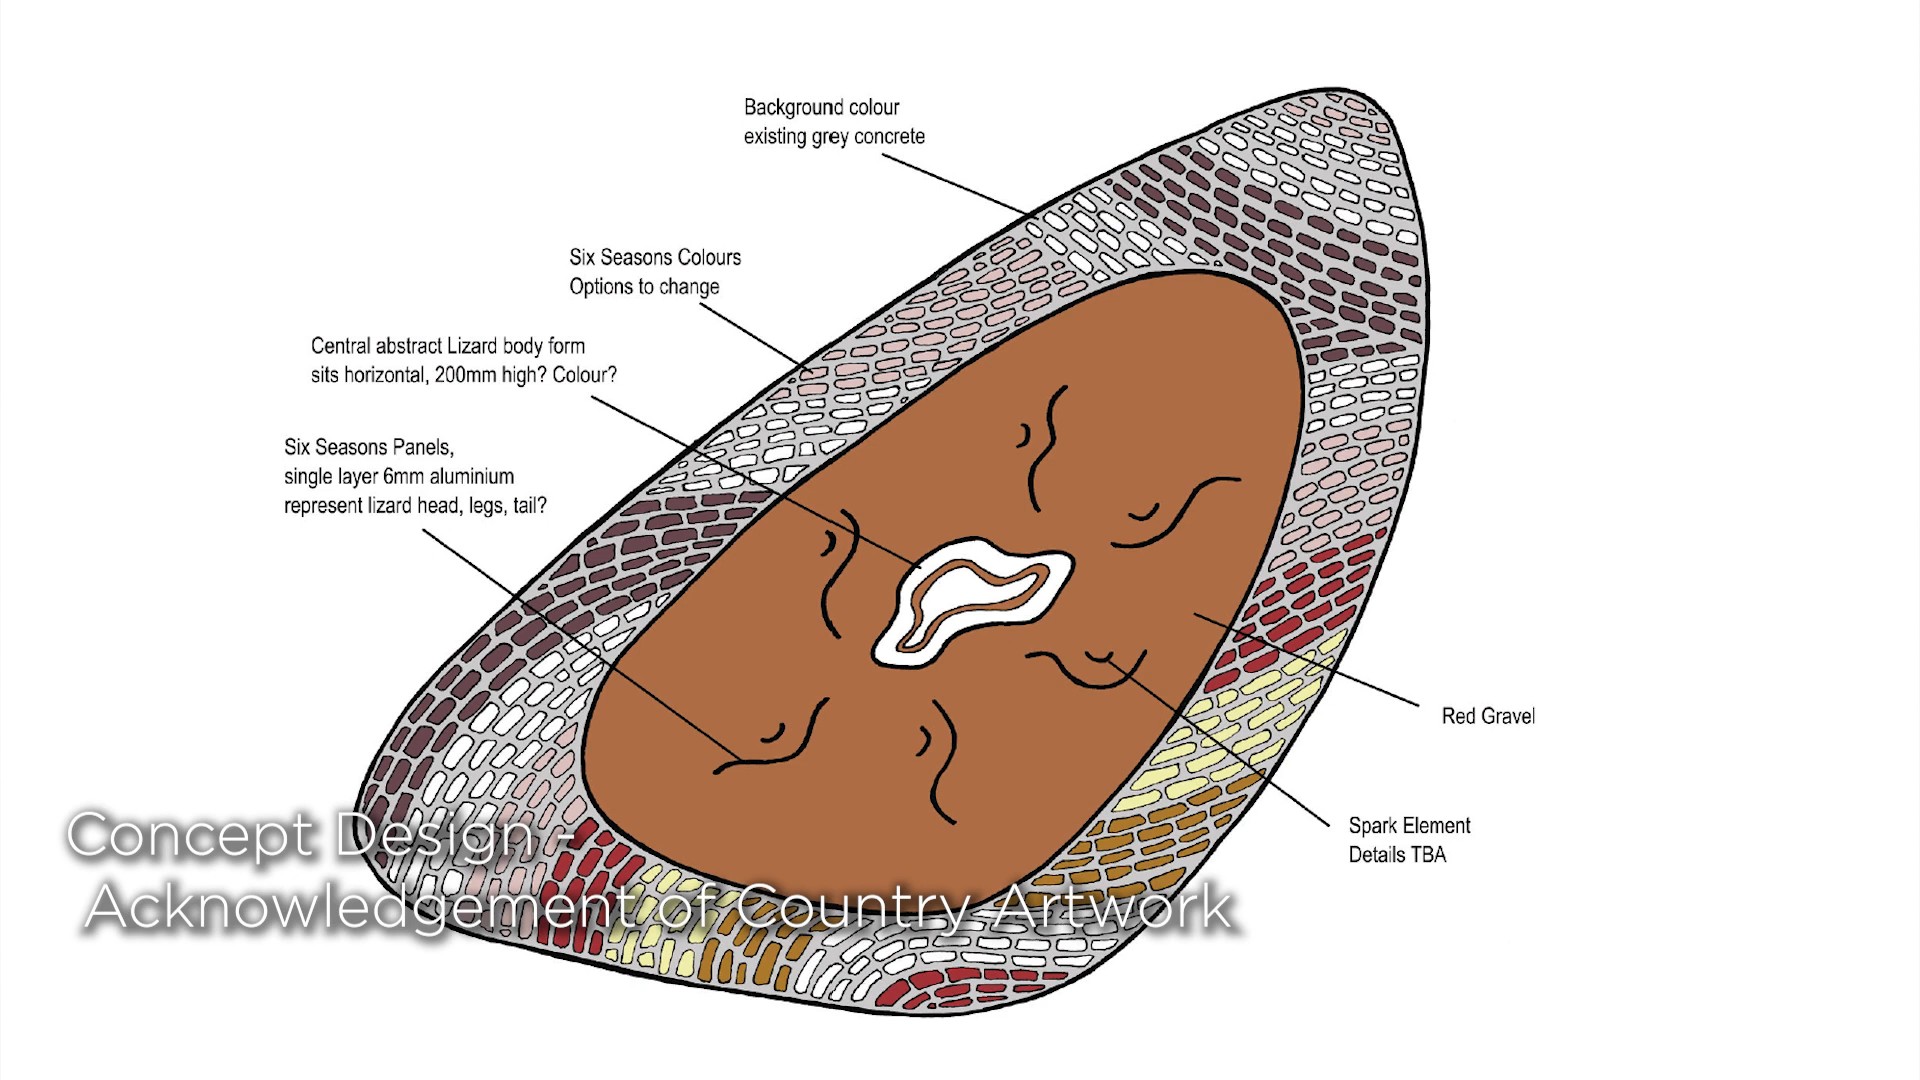 Background colour
existing grey concrete
Six Seasons Colours
Options to change
Central abstract Lizard body form
sits horizontal, 200mm high? Colour?
Six Seasons Panels,
single layer 6mm aluminium
represent lizard head, legs, tail?
Red Gravel
Spark Element
Details TBA
Concept Design -
Acknowledgement of Country Artwork